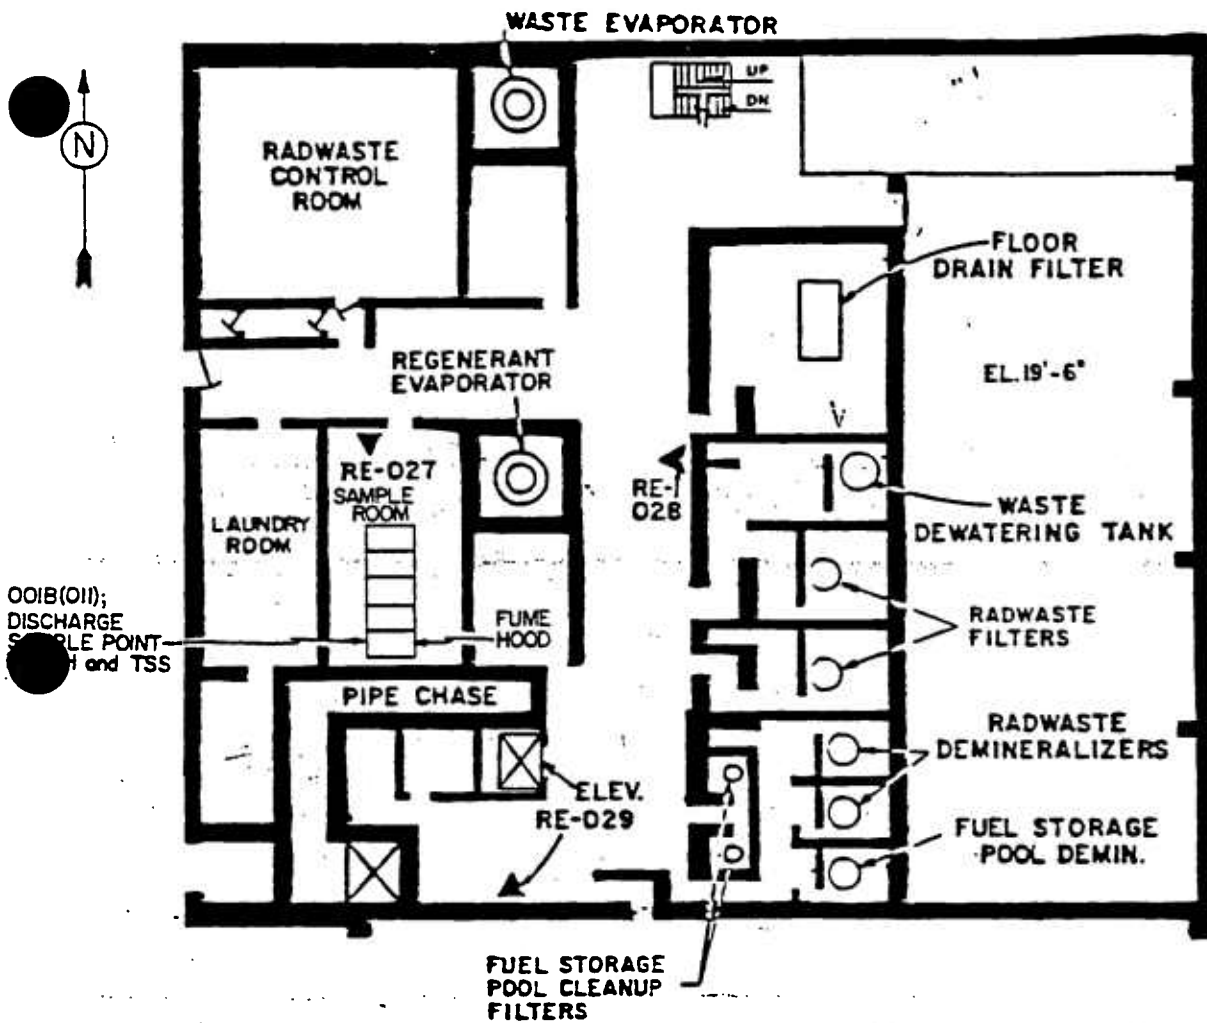 WASTE EVAPORATOR
UP
DN
N
RADWASTE
CONTROL
ROOM
FLOOR
DRAIN FILTER
REGENERANT
EVAPORATOR
EL. 19'-6"
RE-027
SAMPLE
ROOM
RE-
028
LAUNDRY
ROOM
WASTE
DEWATERING TANK
001B(011);
DISCHARGE
POINT
and TSS
FUME
HOOD
RADWASTE
FILTERS
PIPE CHASE
RADWASTE
DEMINERALIZERS
ELEV.
RE-029
FUEL STORAGE
POOL DEMIN.
FUEL STORAGE
POOL CLEANUP
FILTERS